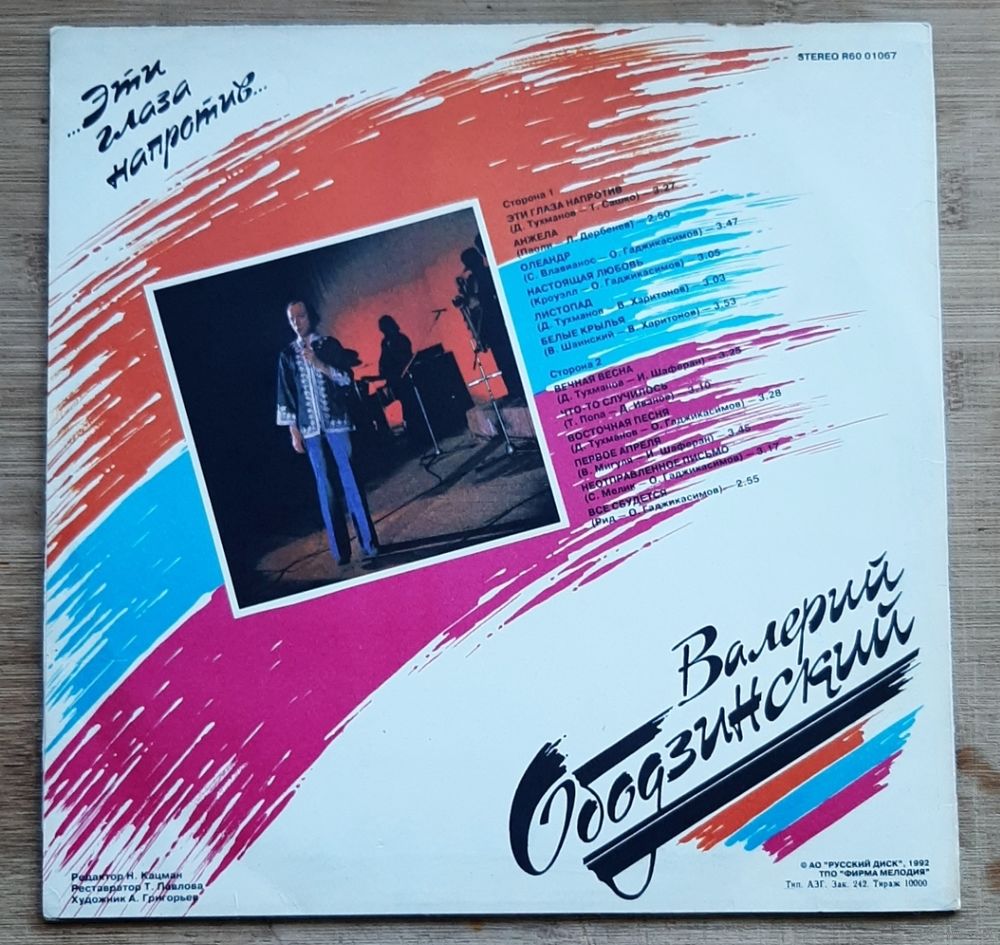 ...Эти
глаза
напротив...
STEREO R60 01067
Сторона 1
ЭТИ ГЛАЗА НАПРОТИВ
(Д. Тухманов — Т. Сашко) — 3.27
АНЖЕЛА
(Паоли — Л. Дербенев) — 2.50
ОЛЕАНДР
(С. Влавианос — О. Гаджикасимов) — 3.47
НАСТОЯЩАЯ ЛЮБОВЬ
(Кроуэлл — О. Гаджикасимов) — 3.05
ЛИСТОПАД
(Д. Тухманов — В. Харитонов) — 3.03
БЕЛЫЕ КРЫЛЬЯ
(В. Шаинский — В. Харитонов) — 3.53
Сторона 2
ВЕЧНАЯ ВЕСНА
(Д. Тухманов — И. Шаферан) — 3.25
ЧТО-ТО СЛУЧИЛОСЬ
(Т. Попа — Д. Иванов) — 3.10
ВОСТОЧНАЯ ПЕСНЯ
(Д. Тухманов — О. Гаджикасимов) — 3.28
ПЕРВОЕ АПРЕЛЯ
(В. Мигуля — И. Шаферан) — 3.45
НЕОТПРАВЛЕННОЕ ПИСЬМО
(С. Мелик — О. Гаджикасимов) — 3.17
ВСЕ СБУДЕТСЯ
(Рид — О. Гаджикасимов) — 2.55
Валерий
Ободзинский
Редактор Н. Кацман
Реставратор Т. Павлова
Художник А. Григорьев
© АО "РУССКИЙ ДИСК", 1992
ТПО "ФИРМА МЕЛОДИЯ"
Тип. АЗГ. Зак. 242. Тираж 10000